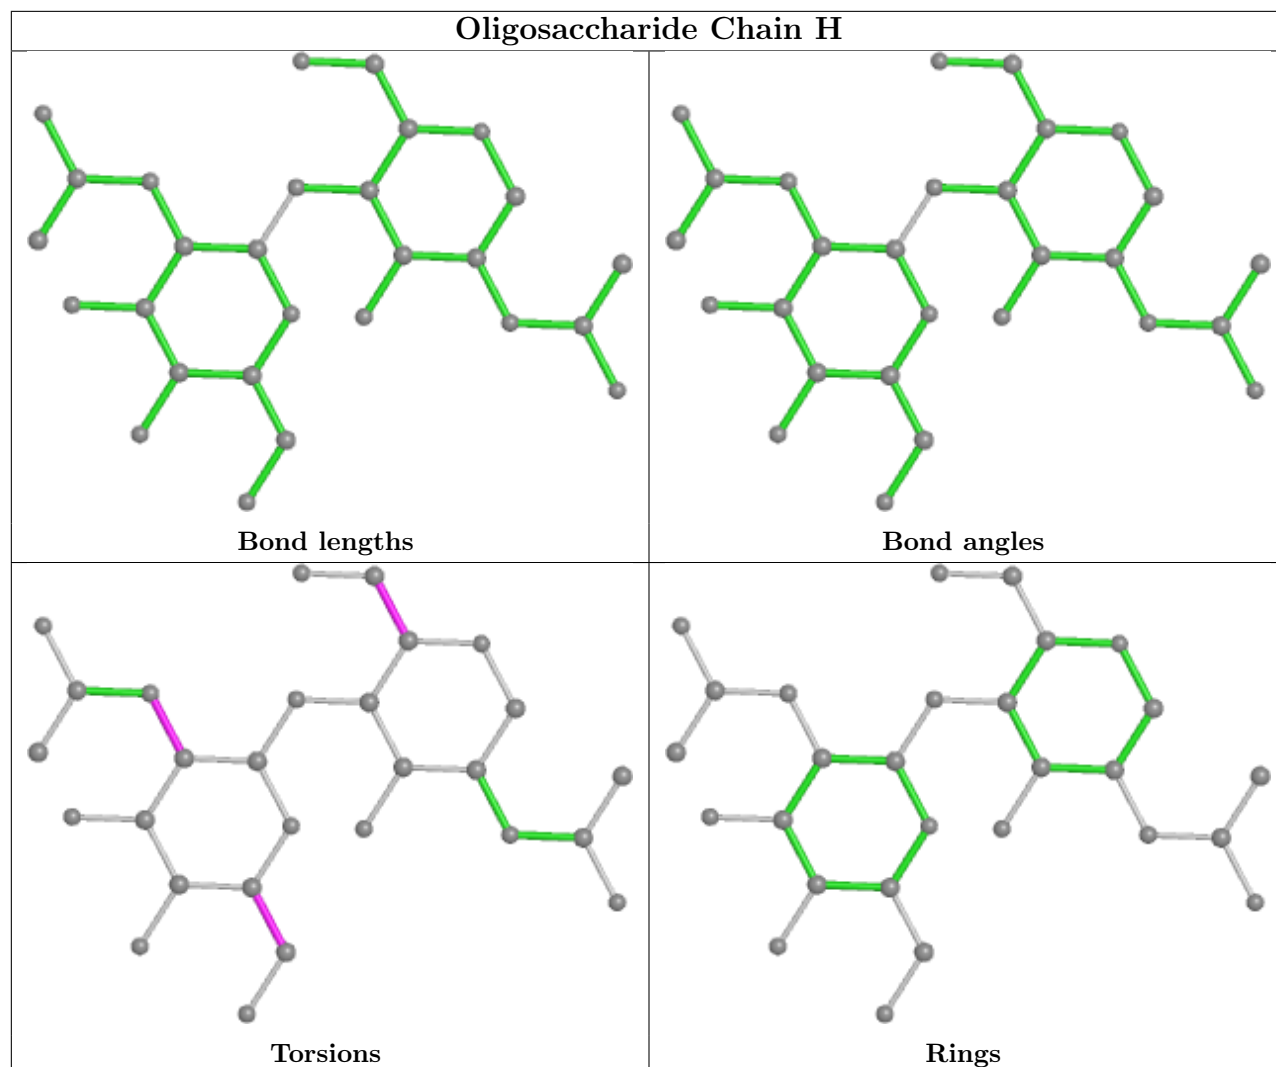 Oligosaccharide Chain H
Bond lengths
Bond angles
Torsions
Rings